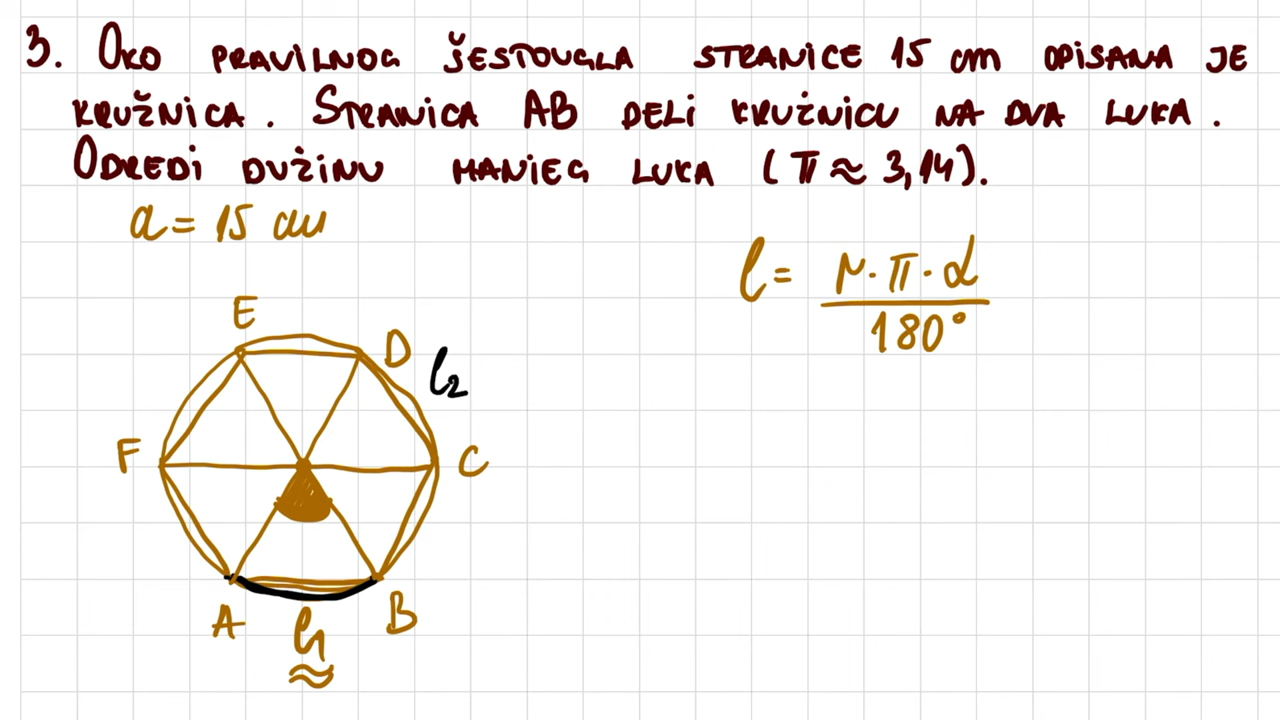 3. Oko pravilnog šestougla stranice 15 cm opisana je
kružnica. Stranica AB deli kružnicu na dva luka.
Odredi dužinu manjeg luka (π ≈ 3,14).
a = 15 cm
l = r·π·α / 180°
E
D
l₂
F
C
A
B
l₁
≈